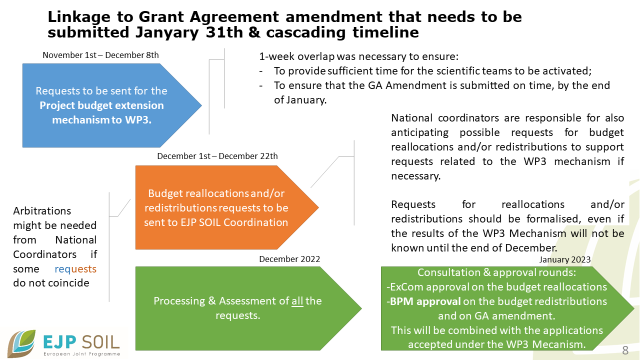 Linkage to Grant Agreement amendment that needs to be
submitted Janyary 31th & cascading timeline
November 1st – December 8th
Requests to be sent for the
Project budget extension
mechanism to WP3.
1-week overlap was necessary to ensure:
- To provide sufficient time for the scientific teams to be activated;
- To ensure that the GA Amendment is submitted on time, by the end
of January.
National coordinators are responsible for also
anticipating possible requests for budget
reallocations and/or redistributions to support
requests related to the WP3 mechanism if
necessary.
Requests for reallocations and/or
redistributions should be formalised, even if
the results of the WP3 Mechanism will not be
known until the end of December.
December 1st – December 22th
Budget reallocations and/or
redistributions requests to be
sent to EJP SOIL Coordination
Arbitrations
might be needed
from National
Coordinators if
some requests
do not coincide
December 2022
Processing & Assessment of all the
requests.
January 2023
Consultation & approval rounds:
-ExCom approval on the budget reallocations
-BPM approval on the budget redistributions
and on GA amendment.
This will be combined with the applications
accepted under the WP3 Mecanism.
EJP SOIL
European Joint Programme
8